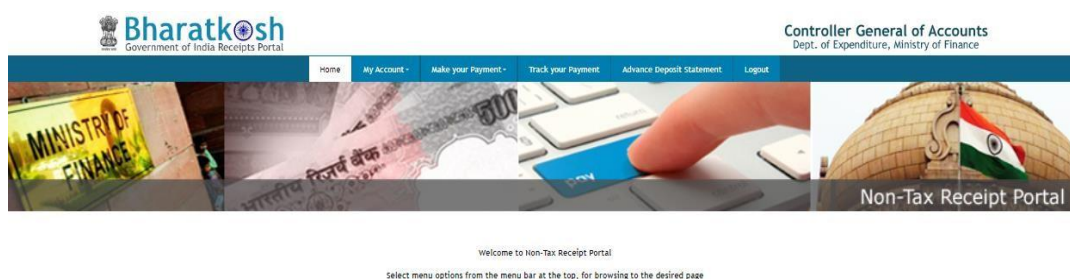 Bharatkosh
Government of India Receipts Portal
Controller General of Accounts
Dept. of Expenditure, Ministry of Finance
Home My Account Make your Payment Track your Payment Advance Deposit Statement Logout
MINISTRY OF
FINANCE
500
भारतीय रिज़र्व बैंक
pay
Non-Tax Receipt Portal
Welcome to Non-Tax Receipt Portal
Select menu options from the menu bar at the top, for browsing to the desired page